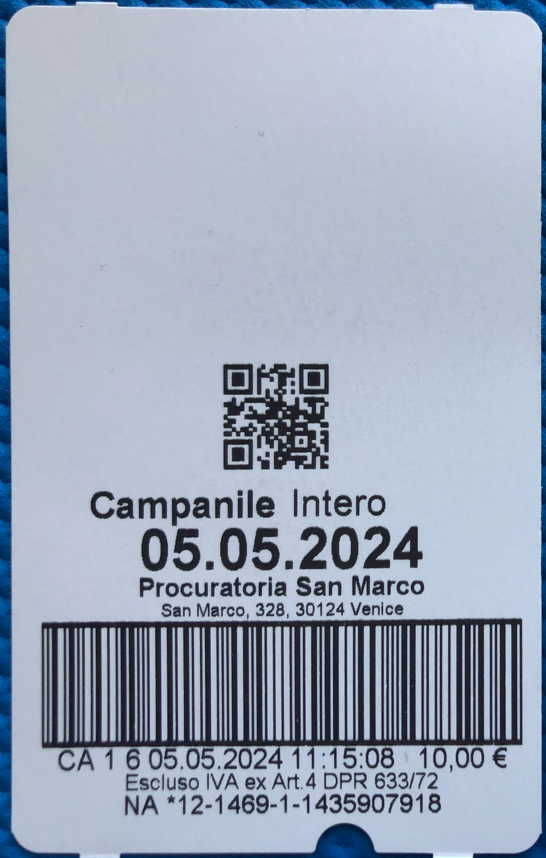 Campanile Intero
05.05.2024
Procuratoria San Marco
San Marco, 328, 30124 Venice
CA 1 6 05.05.2024 11:15:08 10,00 €
Escluso IVA ex Art.4 DPR 633/72
NA *12-1469-1-1435907918